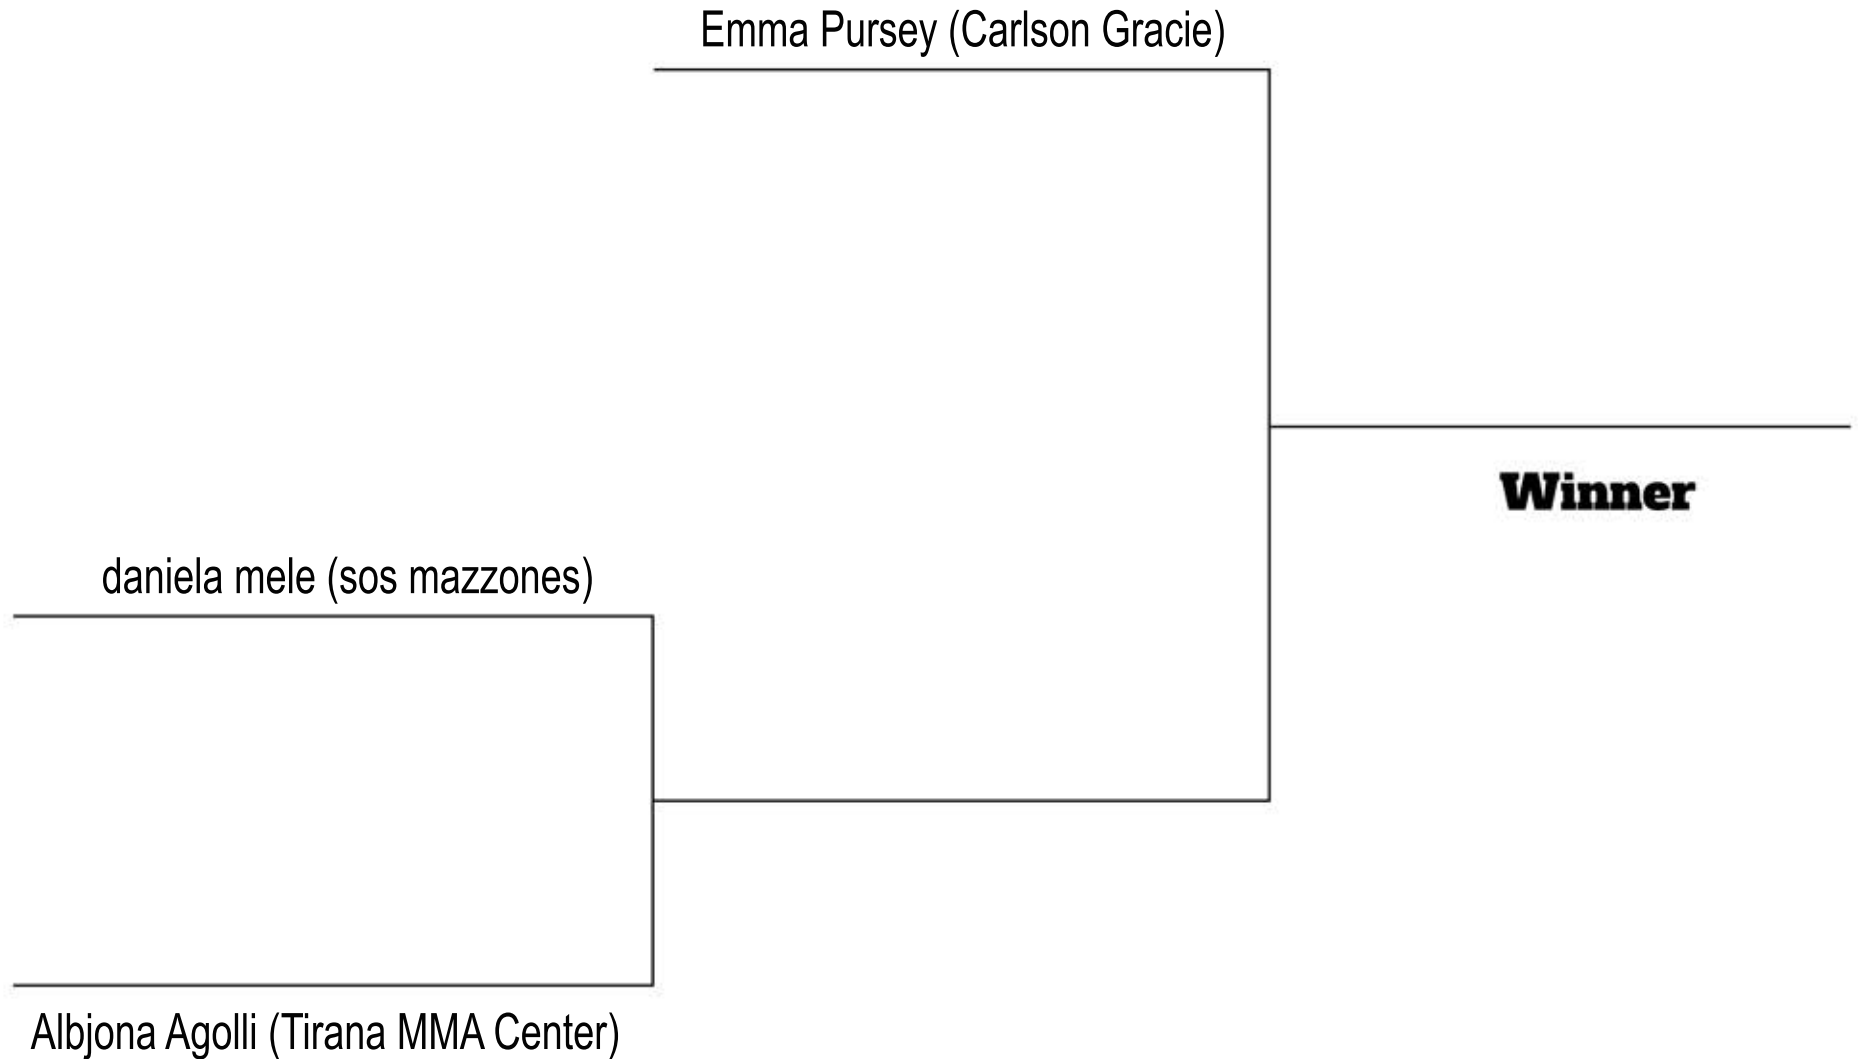 Emma Pursey (Carlson Gracie)
Winner
daniela mele (sos mazzones)
Albjona Agolli (Tirana MMA Center)